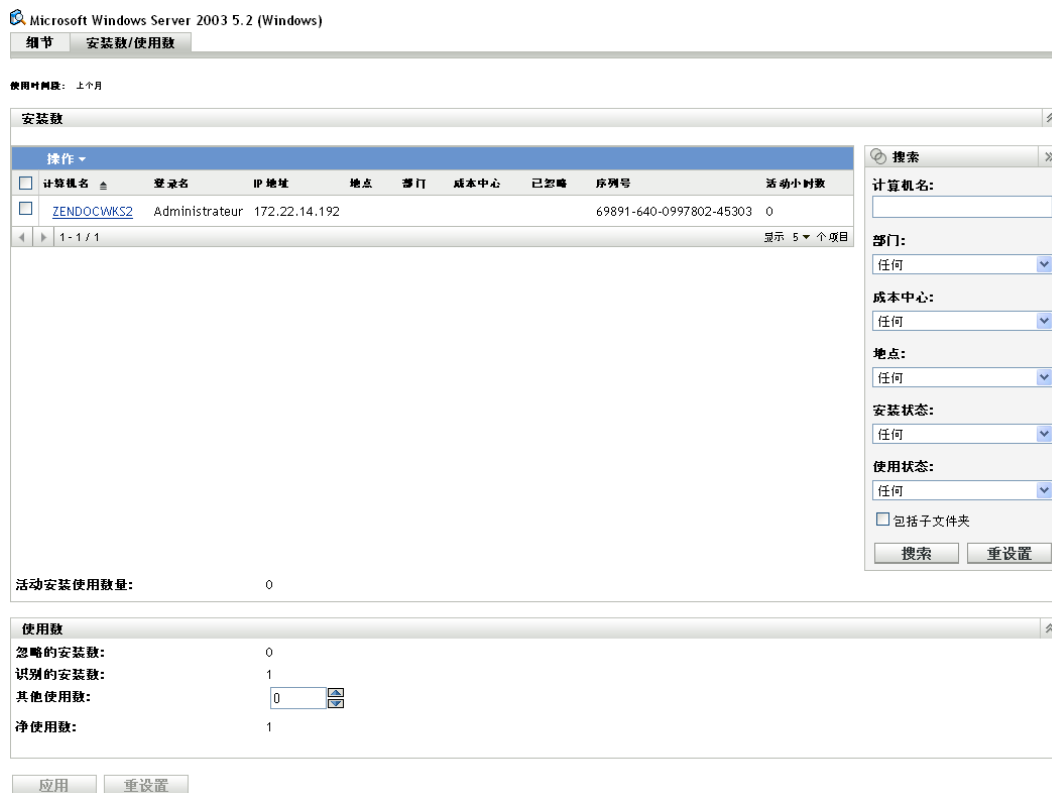 Microsoft Windows Server 2003 5.2 (Windows)
细节 安装数/使用数
使用时间段: 上个月
安装数
操作
计算机名 登录名 IP 地址 地点 部门 成本中心 已忽略 序列号 活动小时数
ZENDOCWKS2 Administrateur 172.22.14.192 69891-640-0997802-45303 0
1 - 1 / 1 显示 5 个项目
搜索
计算机名:
部门:
任何
成本中心:
任何
地点:
任何
安装状态:
任何
使用状态:
任何
包括子文件夹
搜索 重设置
活动安装使用数量: 0
使用数
忽略的安装数: 0
识别的安装数: 1
其他使用数: 0
净使用数: 1
应用 重设置